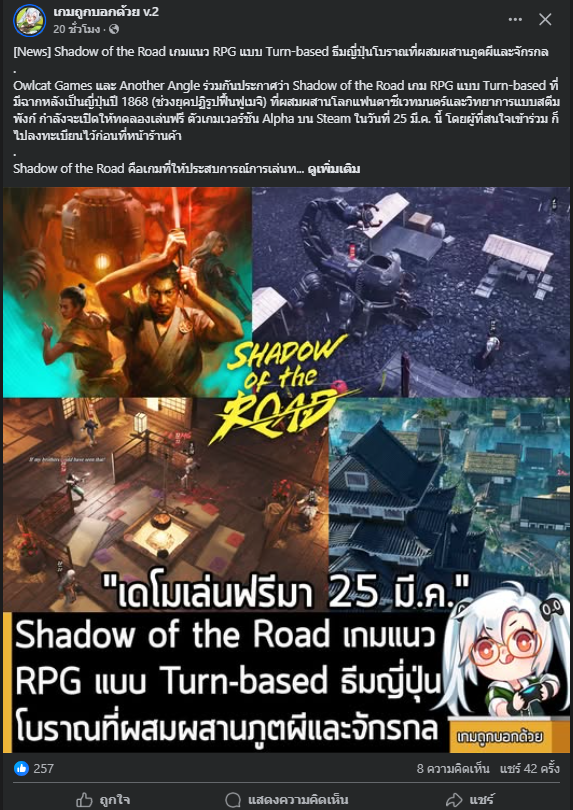 เกมถูกบอกด้วย v.2
20 ชั่วโมง ·
[News] Shadow of the Road เกมแนว RPG แบบ Turn-based ธีมญี่ปุ่นโบราณที่ผสมผสานภูตผีและจักรกล
.
Owlcat Games และ Another Angle ร่วมกันประกาศว่า Shadow of the Road เกม RPG แบบ Turn-based ที่
มีฉากหลังเป็นญี่ปุ่นปี 1868 (ช่วงยุคปฏิรูปฟื้นฟูเมจิ) ที่ผสมผสานโลกแฟนตาซีเวทมนตร์และวิทยาการแบบสตีม
พังก์ กำลังจะเปิดให้ทดลองเล่นฟรี ตัวเกมเวอร์ชัน Alpha บน Steam ในวันที่ 25 มี.ค. นี้ โดยผู้ที่สนใจเข้าร่วม ก็
ไปลงทะเบียนไว้ก่อนที่หน้าร้านค้า
.
Shadow of the Road คือเกมที่ให้ประสบการณ์การเล่นท... ดูเพิ่มเติม
SHADOW
of the
ROAD
If my brothers could have seen that!
"เดโมเล่นฟรีมา 25 มี.ค."
Shadow of the Road เกมแนว
RPG แบบ Turn-based ธีมญี่ปุ่น
โบราณที่ผสมผสานภูตผีและจักรกล
เกมถูกบอกด้วย
257
8 ความคิดเห็น แชร์ 42 ครั้ง
ถูกใจ
แสดงความคิดเห็น
แชร์